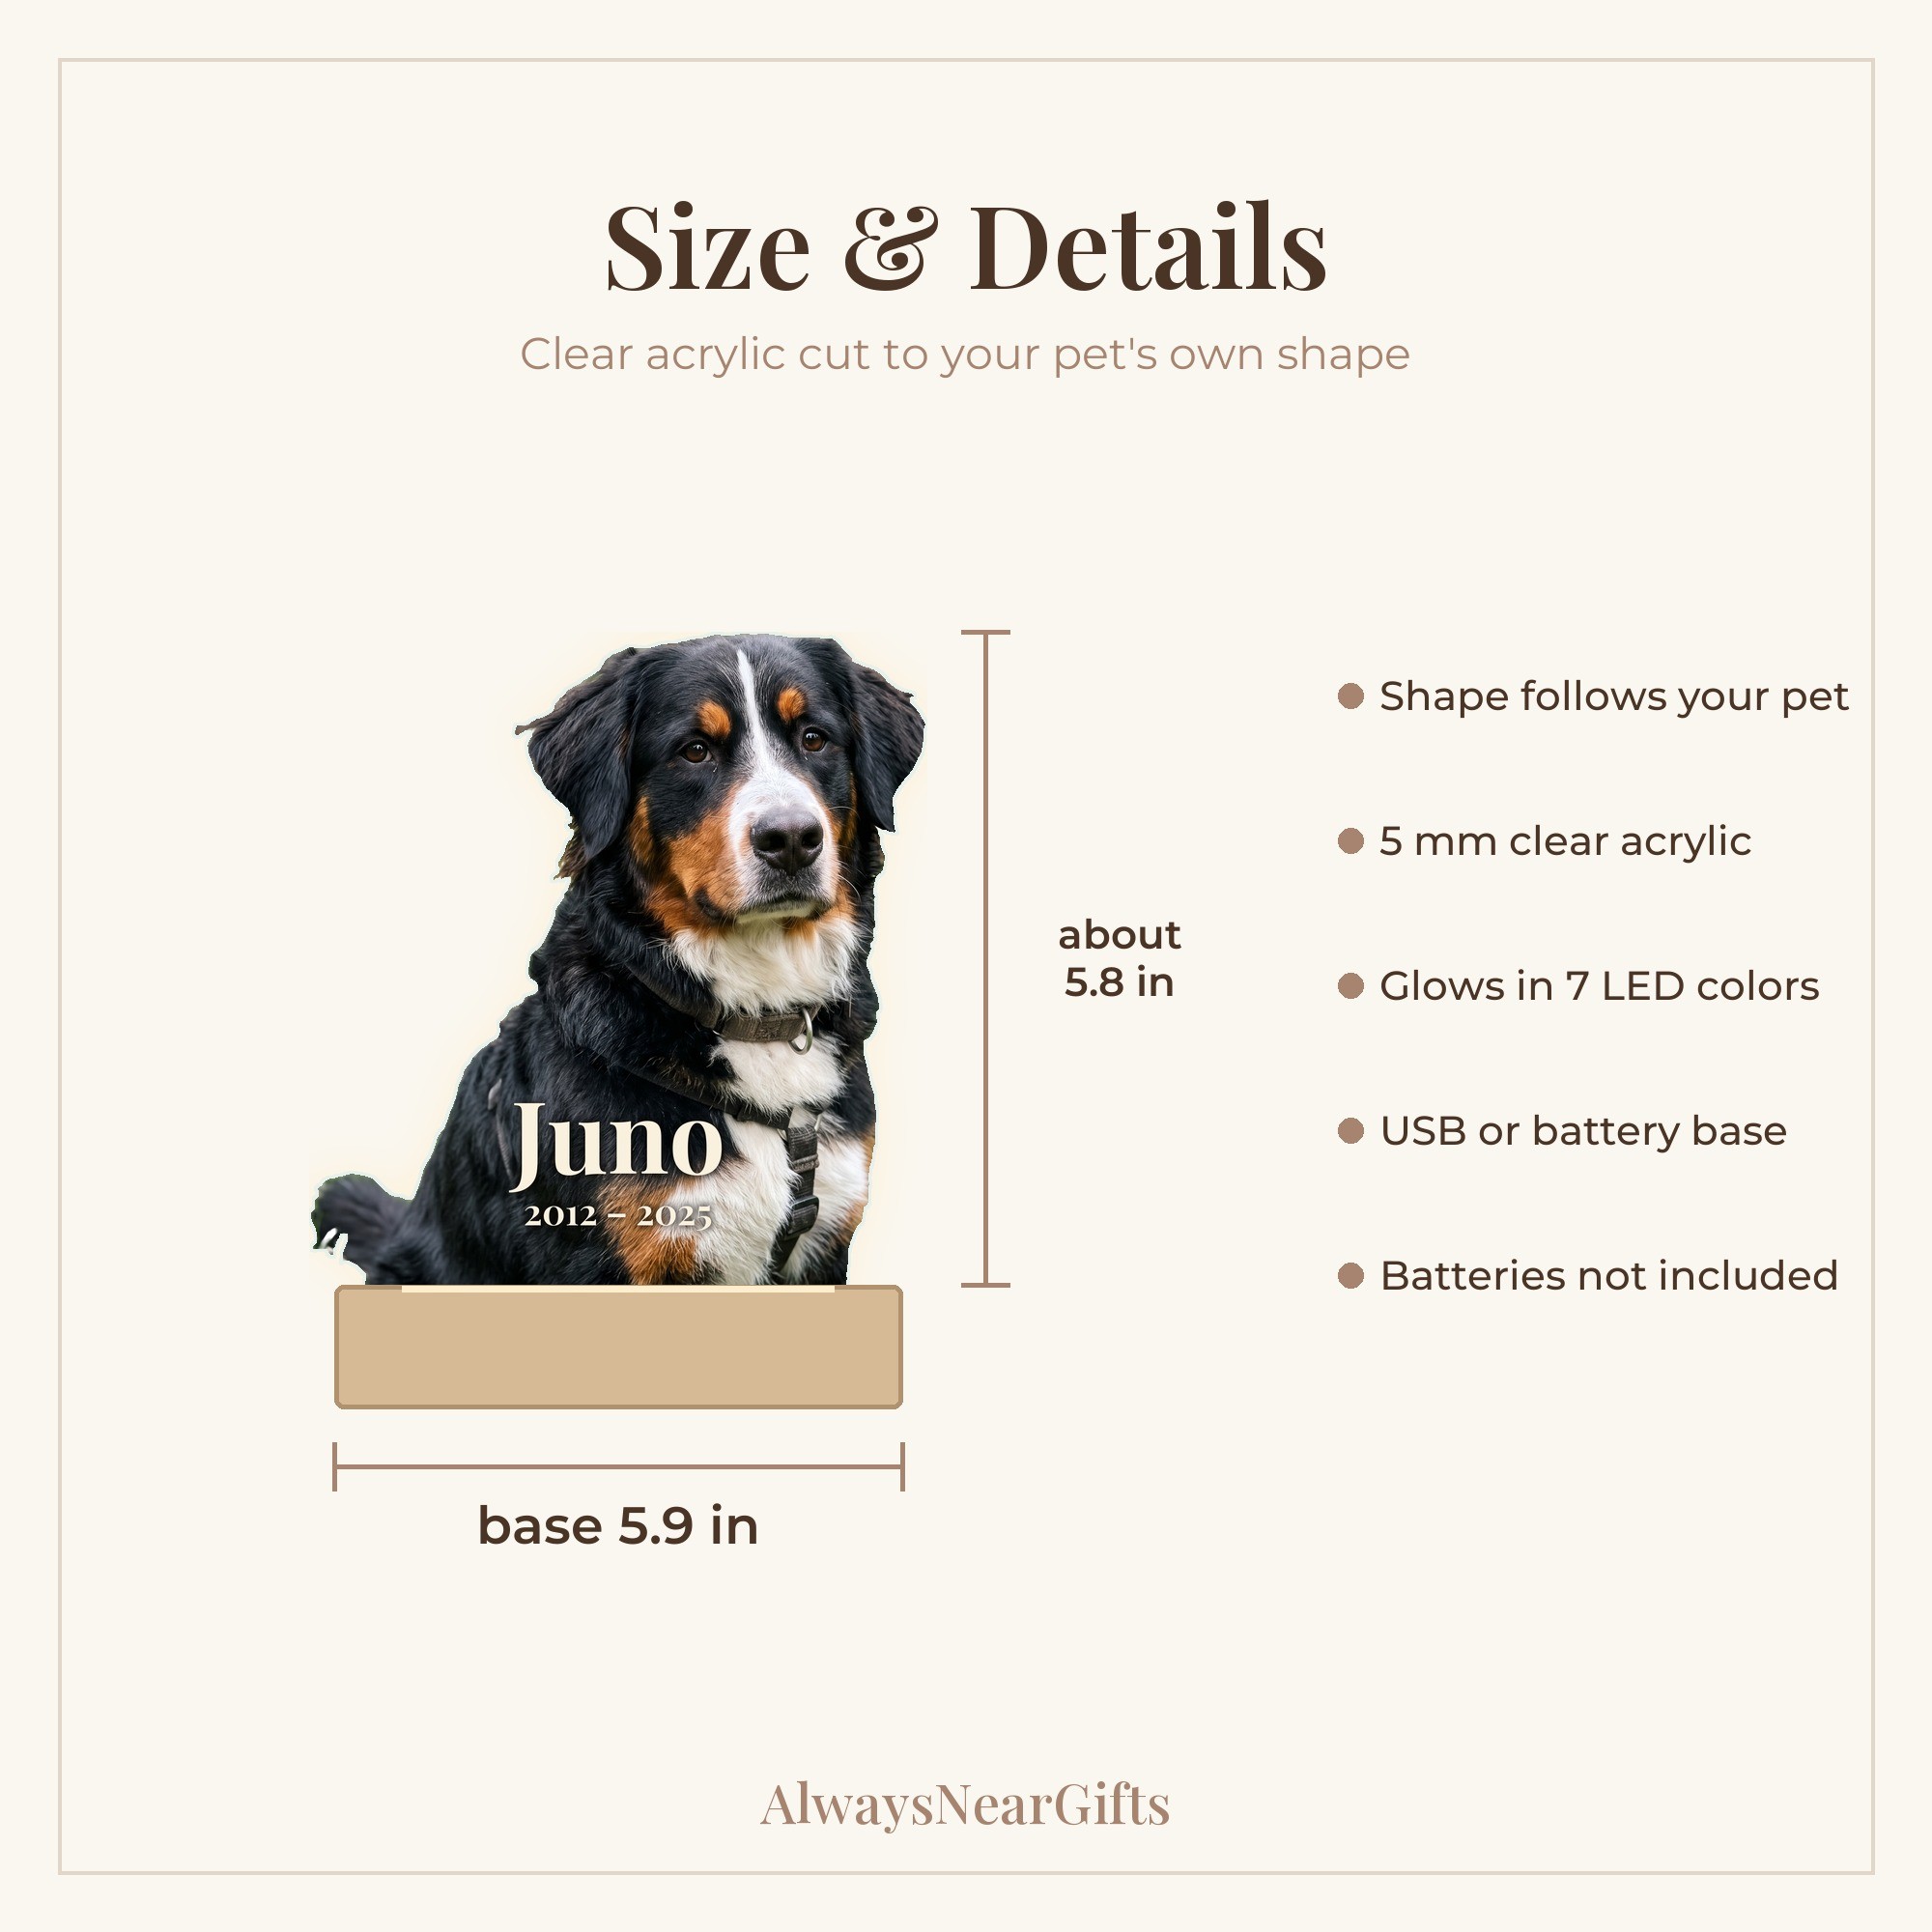 Size & Details
Clear acrylic cut to your pet's own shape
Shape follows your pet
5 mm clear acrylic
about
5.8 in
Glows in 7 LED colors
Juno
2012 – 2025
USB or battery base
Batteries not included
base 5.9 in
AlwaysNearGifts